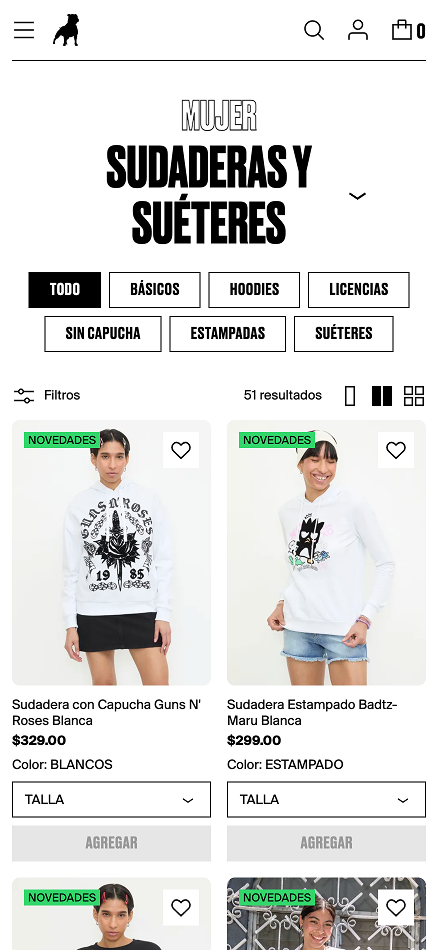 0
MUJER
SUDADERAS Y
SUÉTERES
TODO
BÁSICOS
HOODIES
LICENCIAS
SIN CAPUCHA
ESTAMPADAS
SUÉTERES
Filtros
51 resultados
NOVEDADES
GUNS N' ROSES
19 85
Sudadera con Capucha Guns N'
Roses Blanca
$329.00
Color: BLANCOS
TALLA
AGREGAR
NOVEDADES
Sudadera Estampado Badtz-
Maru Blanca
$299.00
Color: ESTAMPADO
TALLA
AGREGAR
NOVEDADES
NOVEDADES